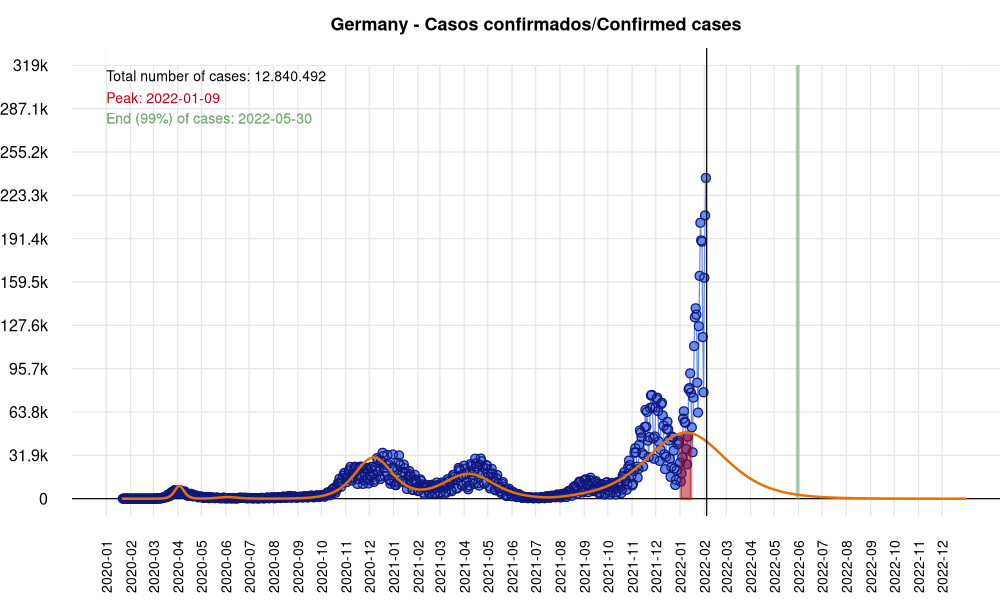 Germany - Casos confirmados/Confirmed cases
319k
Total number of cases: 12.840.492
Peak: 2022-01-09
287.1k
End (99%) of cases: 2022-05-30
255.2k
223.3k
191.4k
159.5k
127.6k
95.7k
63.8k
31.9k
0
2020-01
2020-02
2020-03
2020-04
2020-05
2020-06
2020-07
2020-08
2020-09
2020-10
2020-11
2020-12
2021-01
2021-02
2021-03
2021-04
2021-05
2021-06
2021-07
2021-08
2021-09
2021-10
2021-11
2021-12
2022-01
2022-02
2022-03
2022-04
2022-05
2022-06
2022-07
2022-08
2022-09
2022-10
2022-11
2022-12